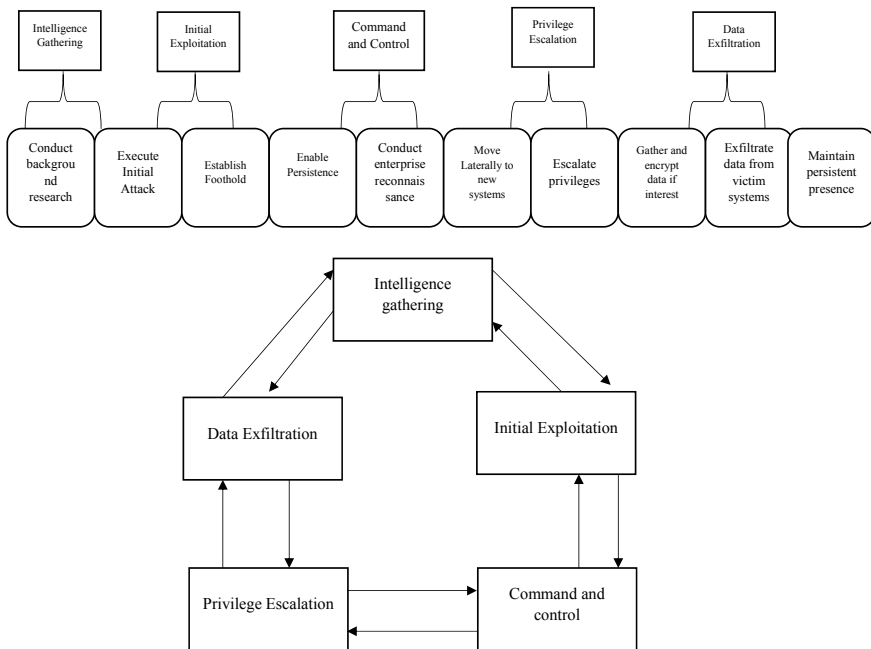 Intelligence
Gathering
Initial
Exploitation
Command
and Control
Privilege
Escalation
Data
Exfiltration
Conduct
backgrou
nd
research
Execute
Initial
Attack
Establish
Foothold
Enable
Persistence
Conduct
enterprise
reconnais
sance
Move
Laterally to
new
systems
Escalate
privileges
Gather and
encrypt
data if
interest
Exfiltrate
data from
victim
systems
Maintain
persistent
presence
Intelligence
gathering
Data Exfiltration
Initial Exploitation
Privilege Escalation
Command and
control